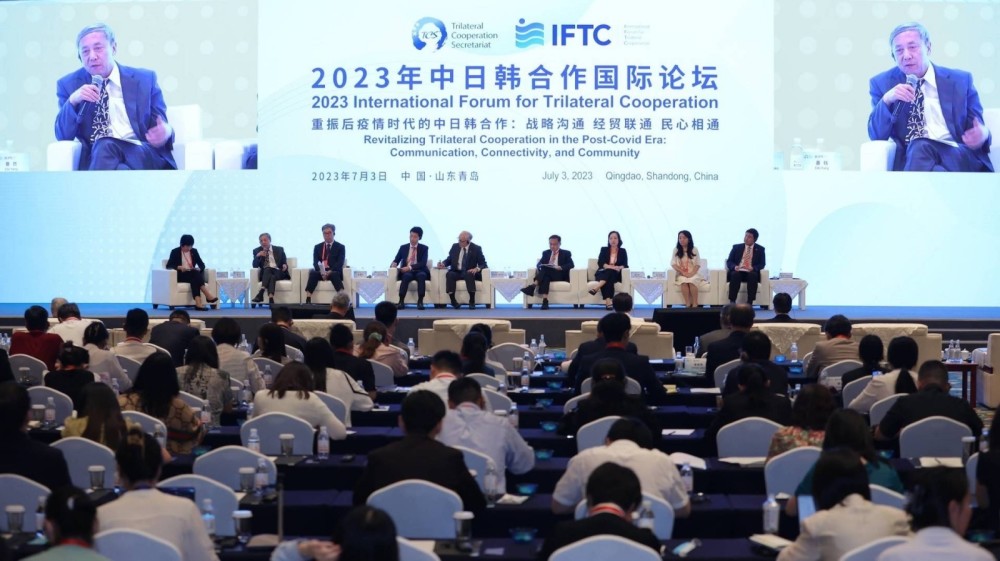 TCS
Trilateral
Cooperation
Secretariat
IFTC
2023年中日韩合作国际论坛
2023 International Forum for Trilateral Cooperation
重振后疫情时代的中日韩合作：战略沟通 经贸联通 民心相通
Revitalizing Trilateral Cooperation in the Post-Covid Era:
Communication, Connectivity, and Community
2023年7月3日 中国·山东青岛 July 3, 2023 Qingdao, Shandong, China